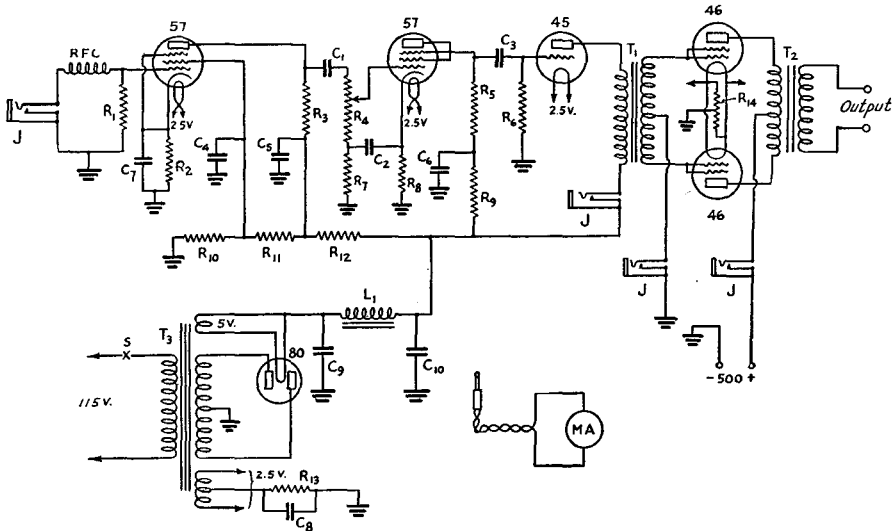 57
57
45
46
RFC
C1
C3
T1
T2
R1
2.5V
R3
R4
2.5V.
R5
R6
2.5V.
R14
Output
J
C7
R2
C4
C5
C2
R7
R8
C6
R9
46
J
R10
R11
R12
J
J
L1
5V.
T3
S
80
C9
C10
-500 +
115V.
MA
2.5V.
R13
C8